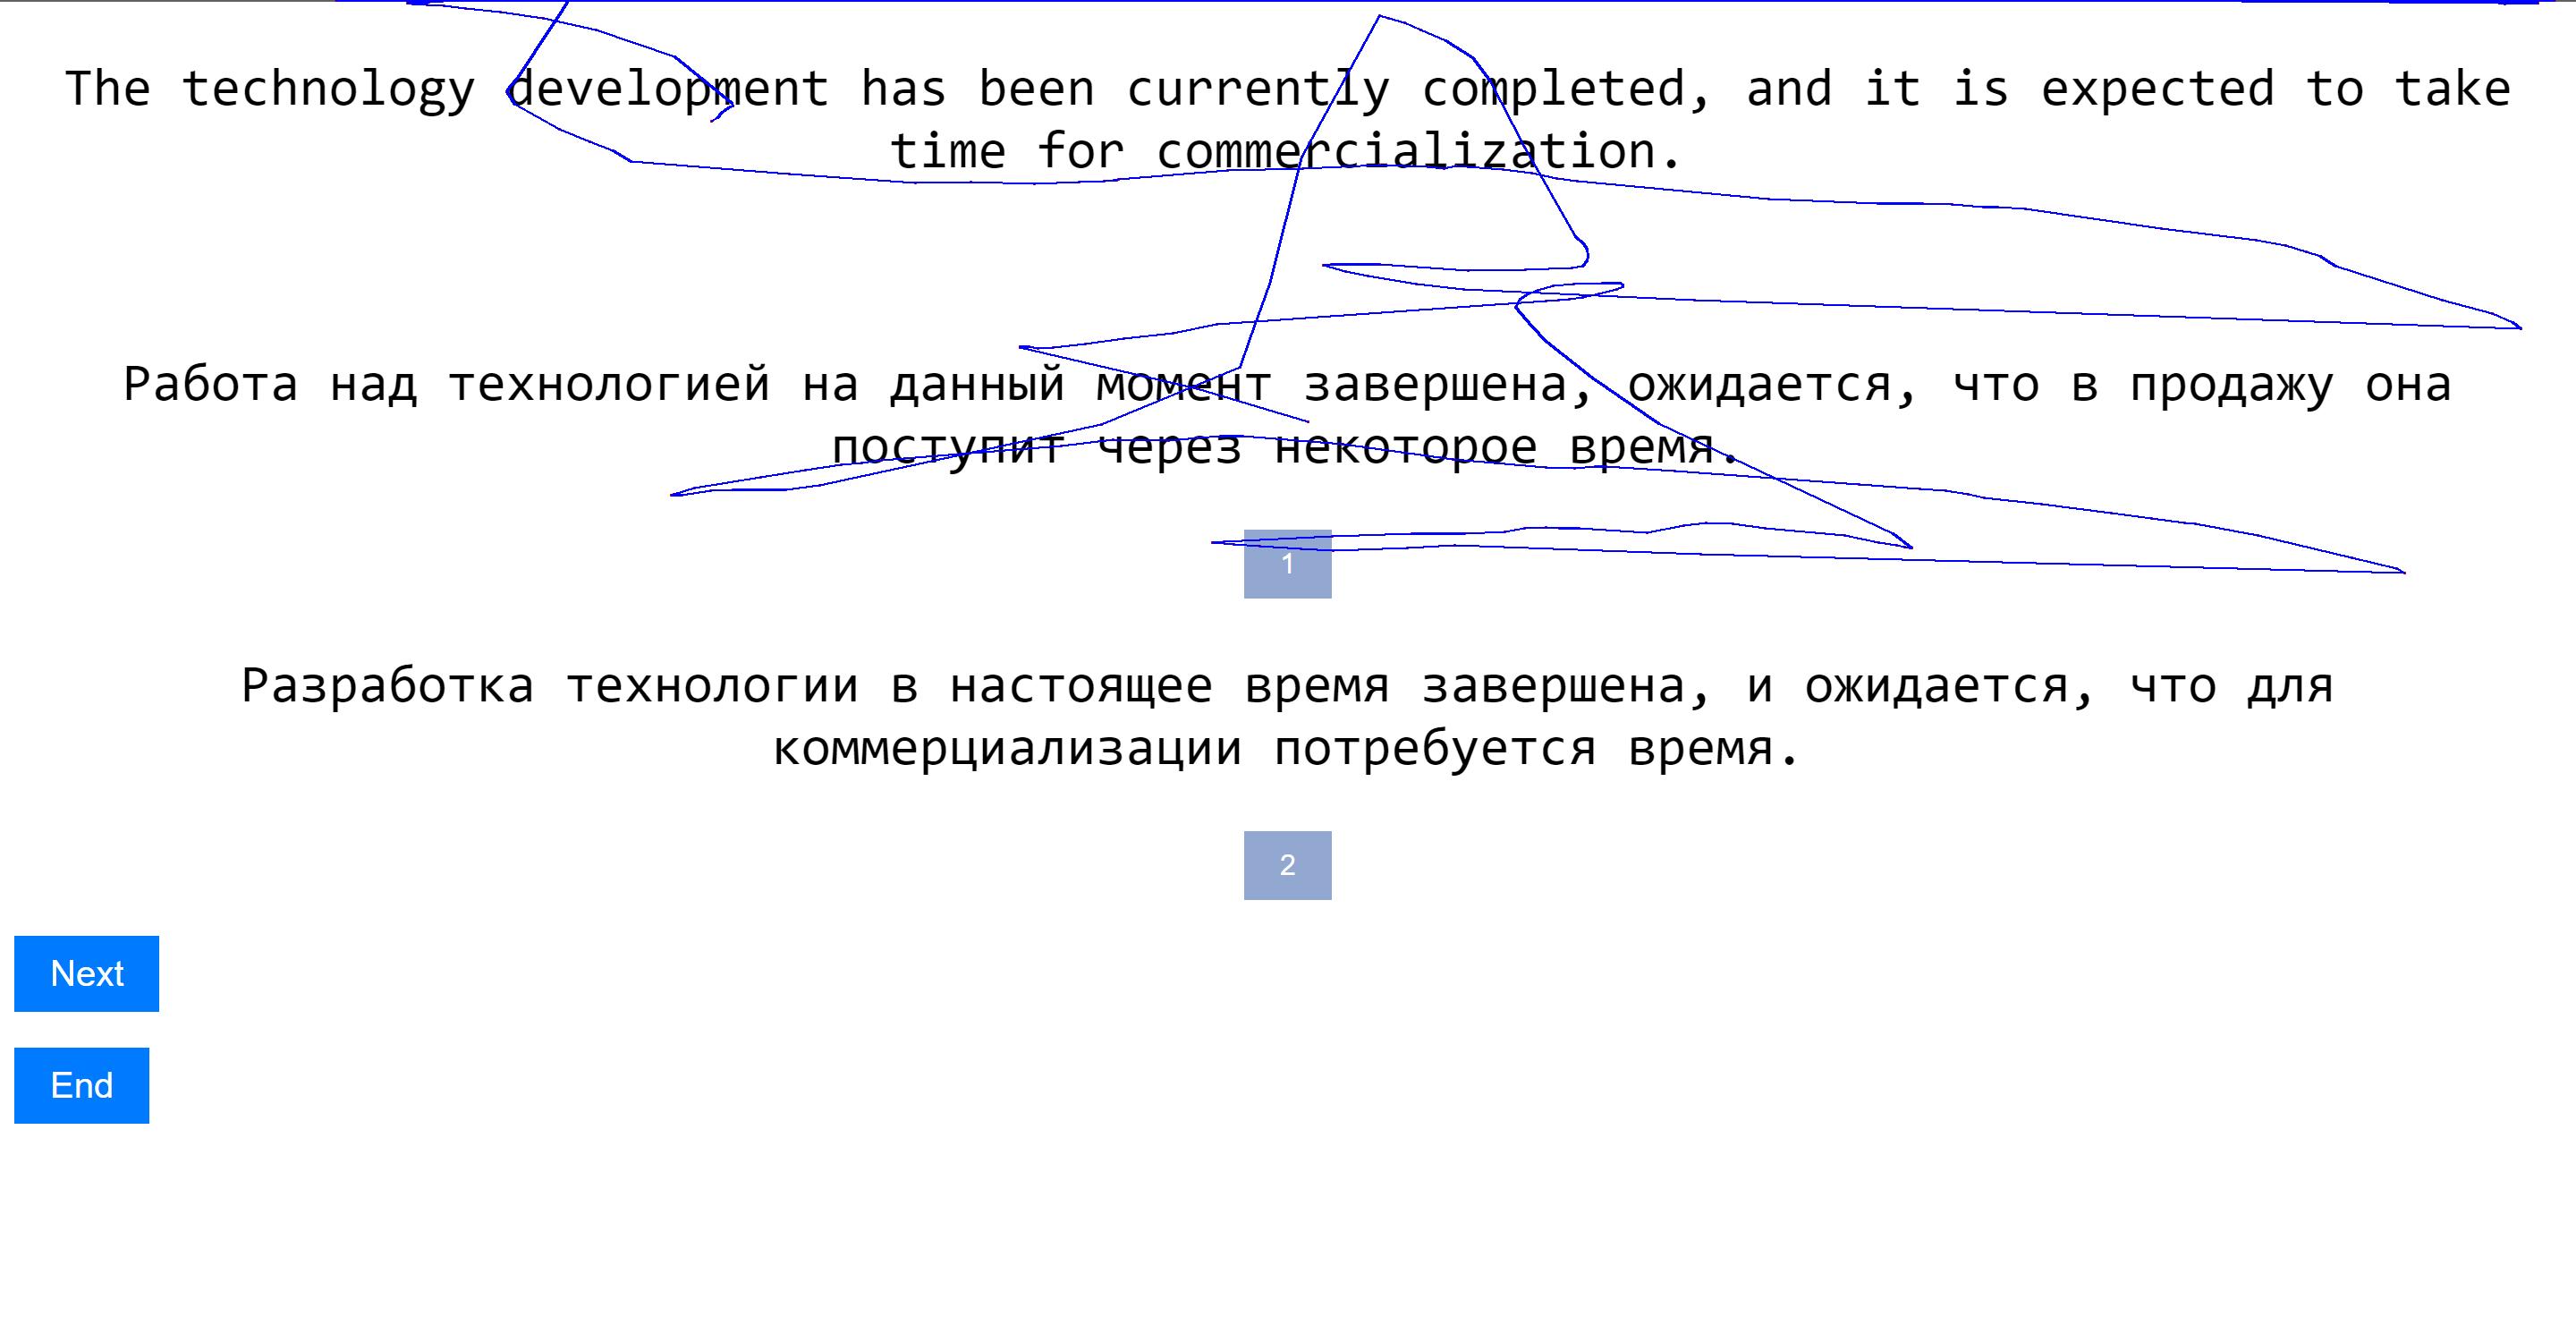 The technology development has been currently completed, and it is expected to take
time for commercialization.
Работа над технологией на данный момент завершена, ожидается, что в продажу она
поступит через некоторое время.
1
Разработка технологии в настоящее время завершена, и ожидается, что для
коммерциализации потребуется время.
2
Next
End